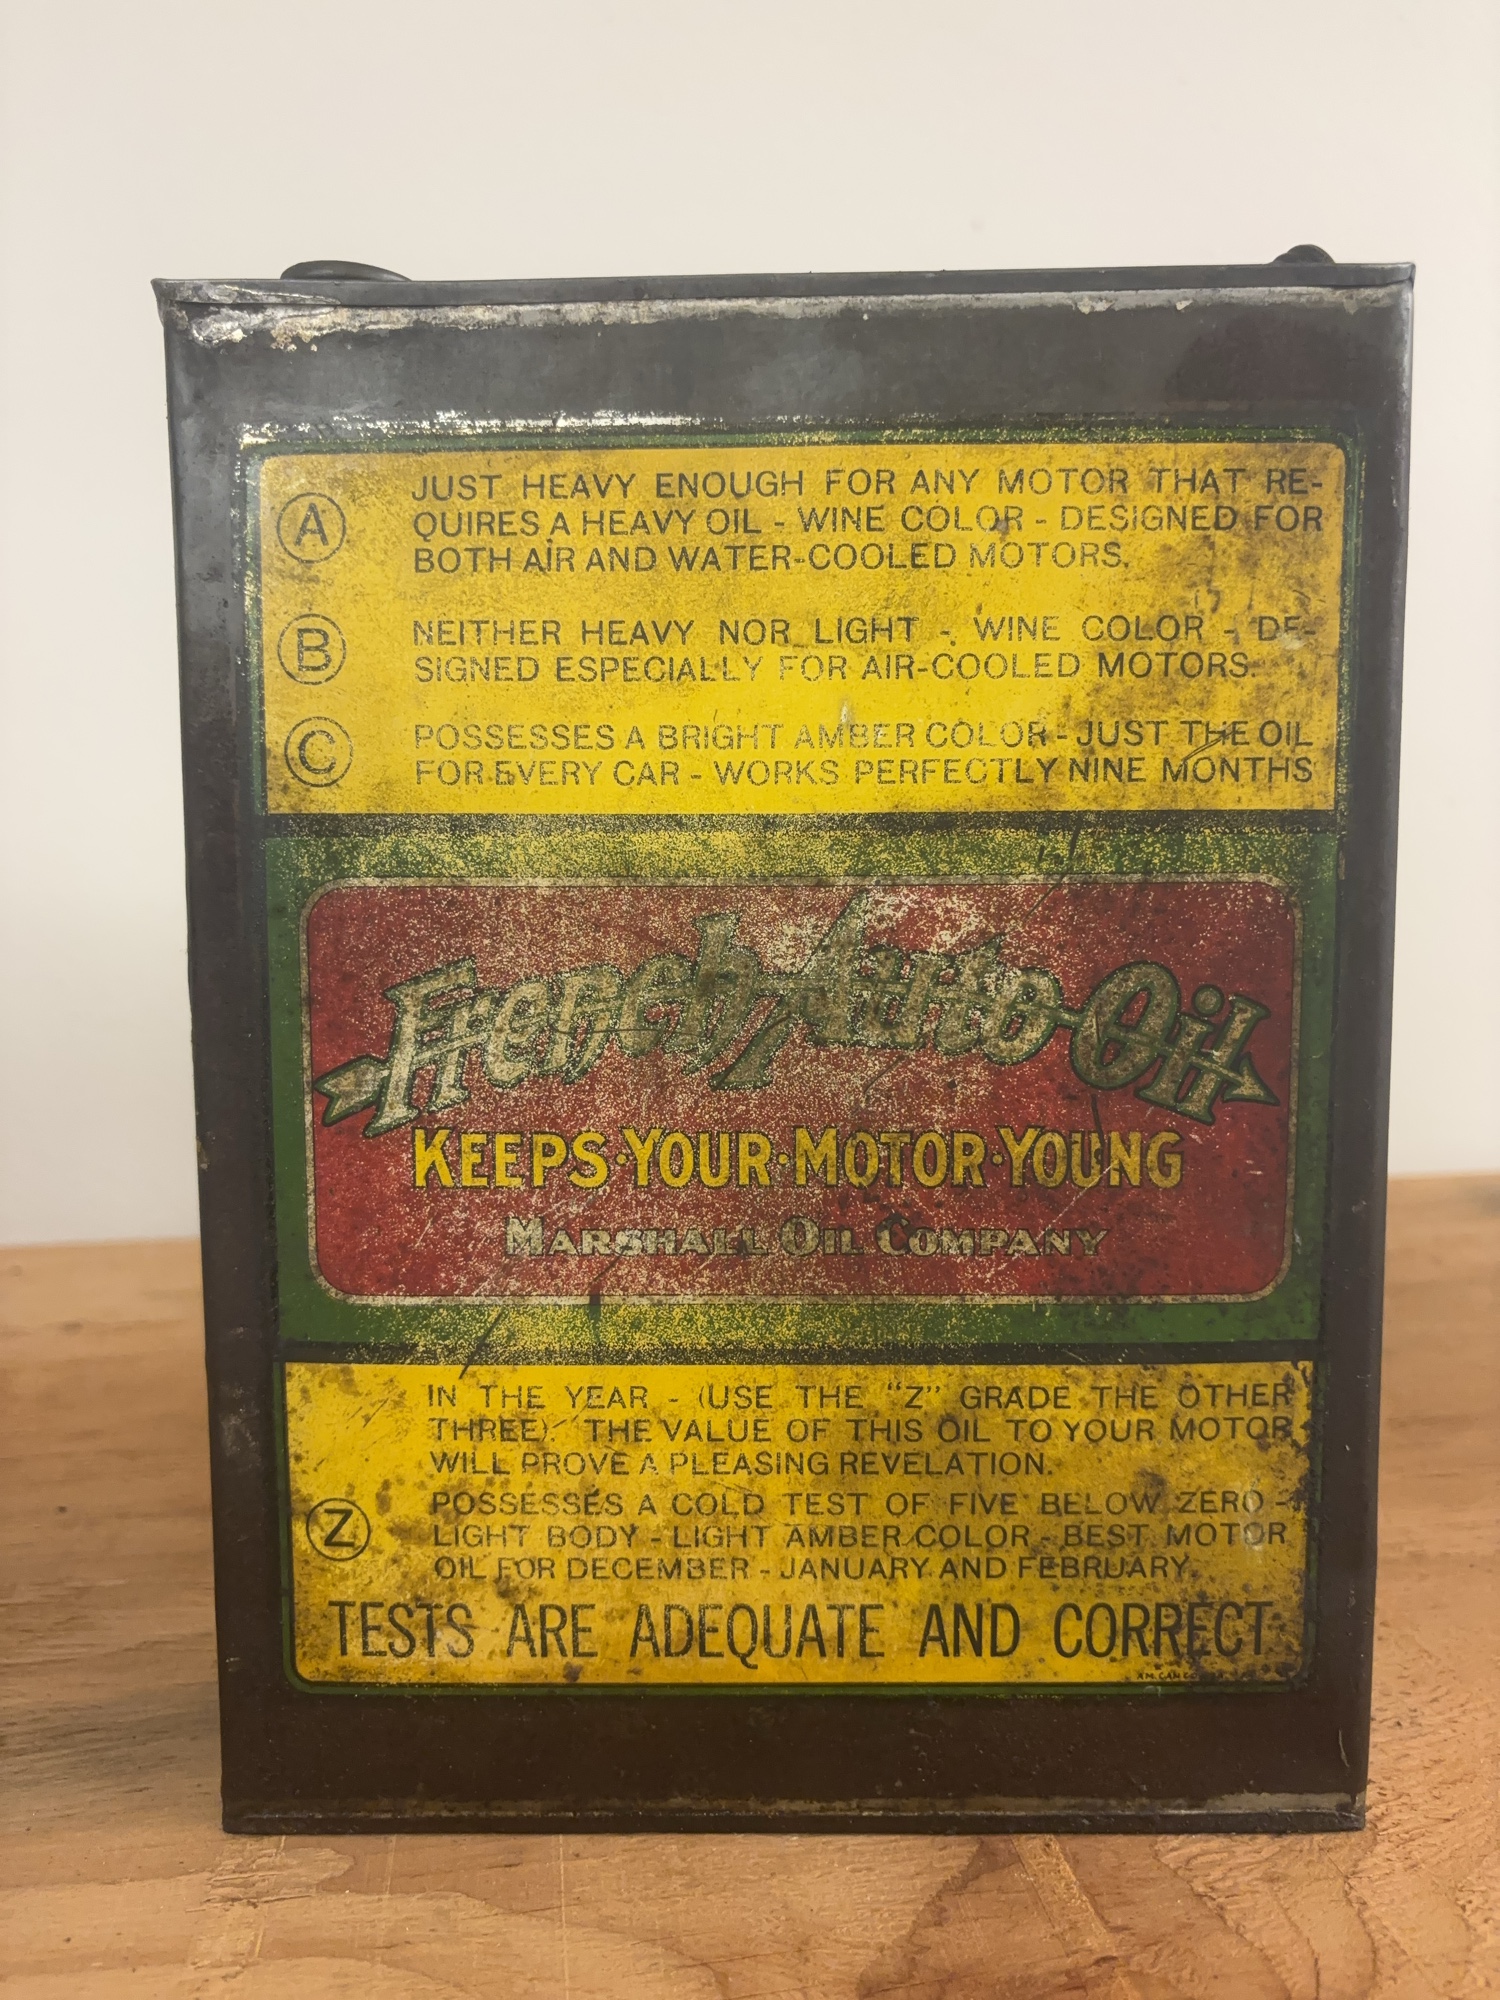 A
JUST HEAVY ENOUGH FOR ANY MOTOR THAT RE-
QUIRES A HEAVY OIL - WINE COLOR - DESIGNED FOR
BOTH AIR AND WATER-COOLED MOTORS.
B
NEITHER HEAVY NOR LIGHT - WINE COLOR - DE-
SIGNED ESPECIALLY FOR AIR-COOLED MOTORS.
C
POSSESSES A BRIGHT AMBER COLOR - JUST THE OIL
FOR EVERY CAR - WORKS PERFECTLY NINE MONTHS
French Auto Oil
KEEPS·YOUR·MOTOR·YOUNG
MARSHALL OIL COMPANY
IN THE YEAR - (USE THE "Z" GRADE THE OTHER
THREE). THE VALUE OF THIS OIL TO YOUR MOTOR
WILL PROVE A PLEASING REVELATION.
Z
POSSESSES A COLD TEST OF FIVE BELOW ZERO -
LIGHT BODY - LIGHT AMBER COLOR - BEST MOTOR
OIL FOR DECEMBER - JANUARY AND FEBRUARY.
TESTS ARE ADEQUATE AND CORRECT